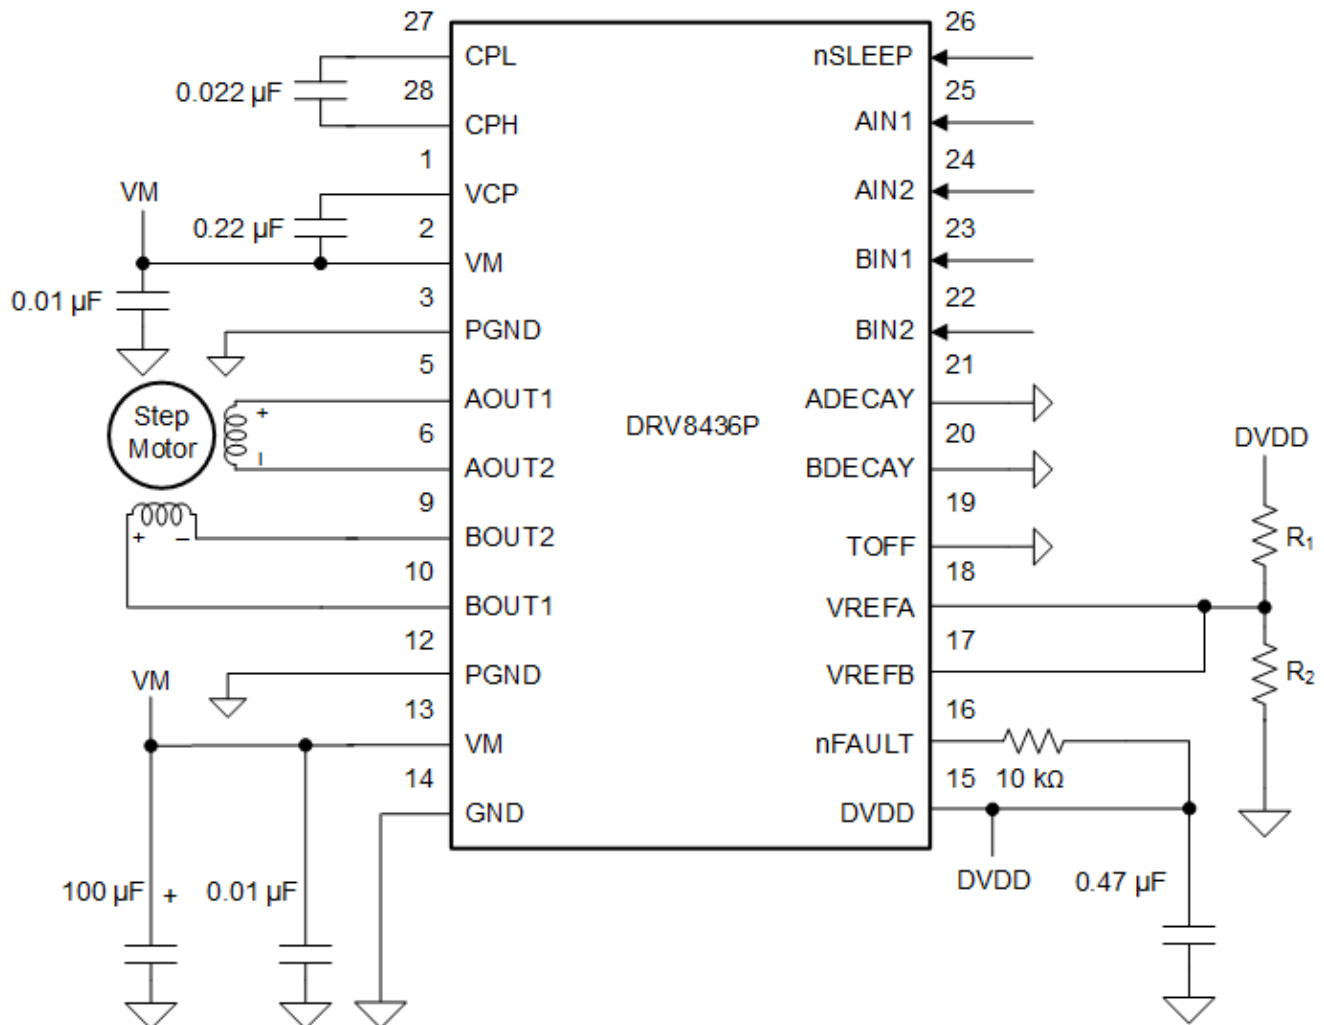 27
CPL
0.022 µF
28
CPH
1
VM
VCP
0.22 µF
2
VM
0.01 µF
3
PGND
5
Step
Motor
+
AOUT1
6
–
AOUT2
9
+ –
BOUT2
10
BOUT1
12
PGND
VM
13
VM
14
GND
100 µF +
0.01 µF
DRV8436P
26
nSLEEP
25
AIN1
24
AIN2
23
BIN1
22
BIN2
21
ADECAY
20
BDECAY
19
TOFF
18
VREFA
17
VREFB
16
nFAULT
10 kΩ
15
DVDD
DVDD
0.47 µF
DVDD
R1
R2